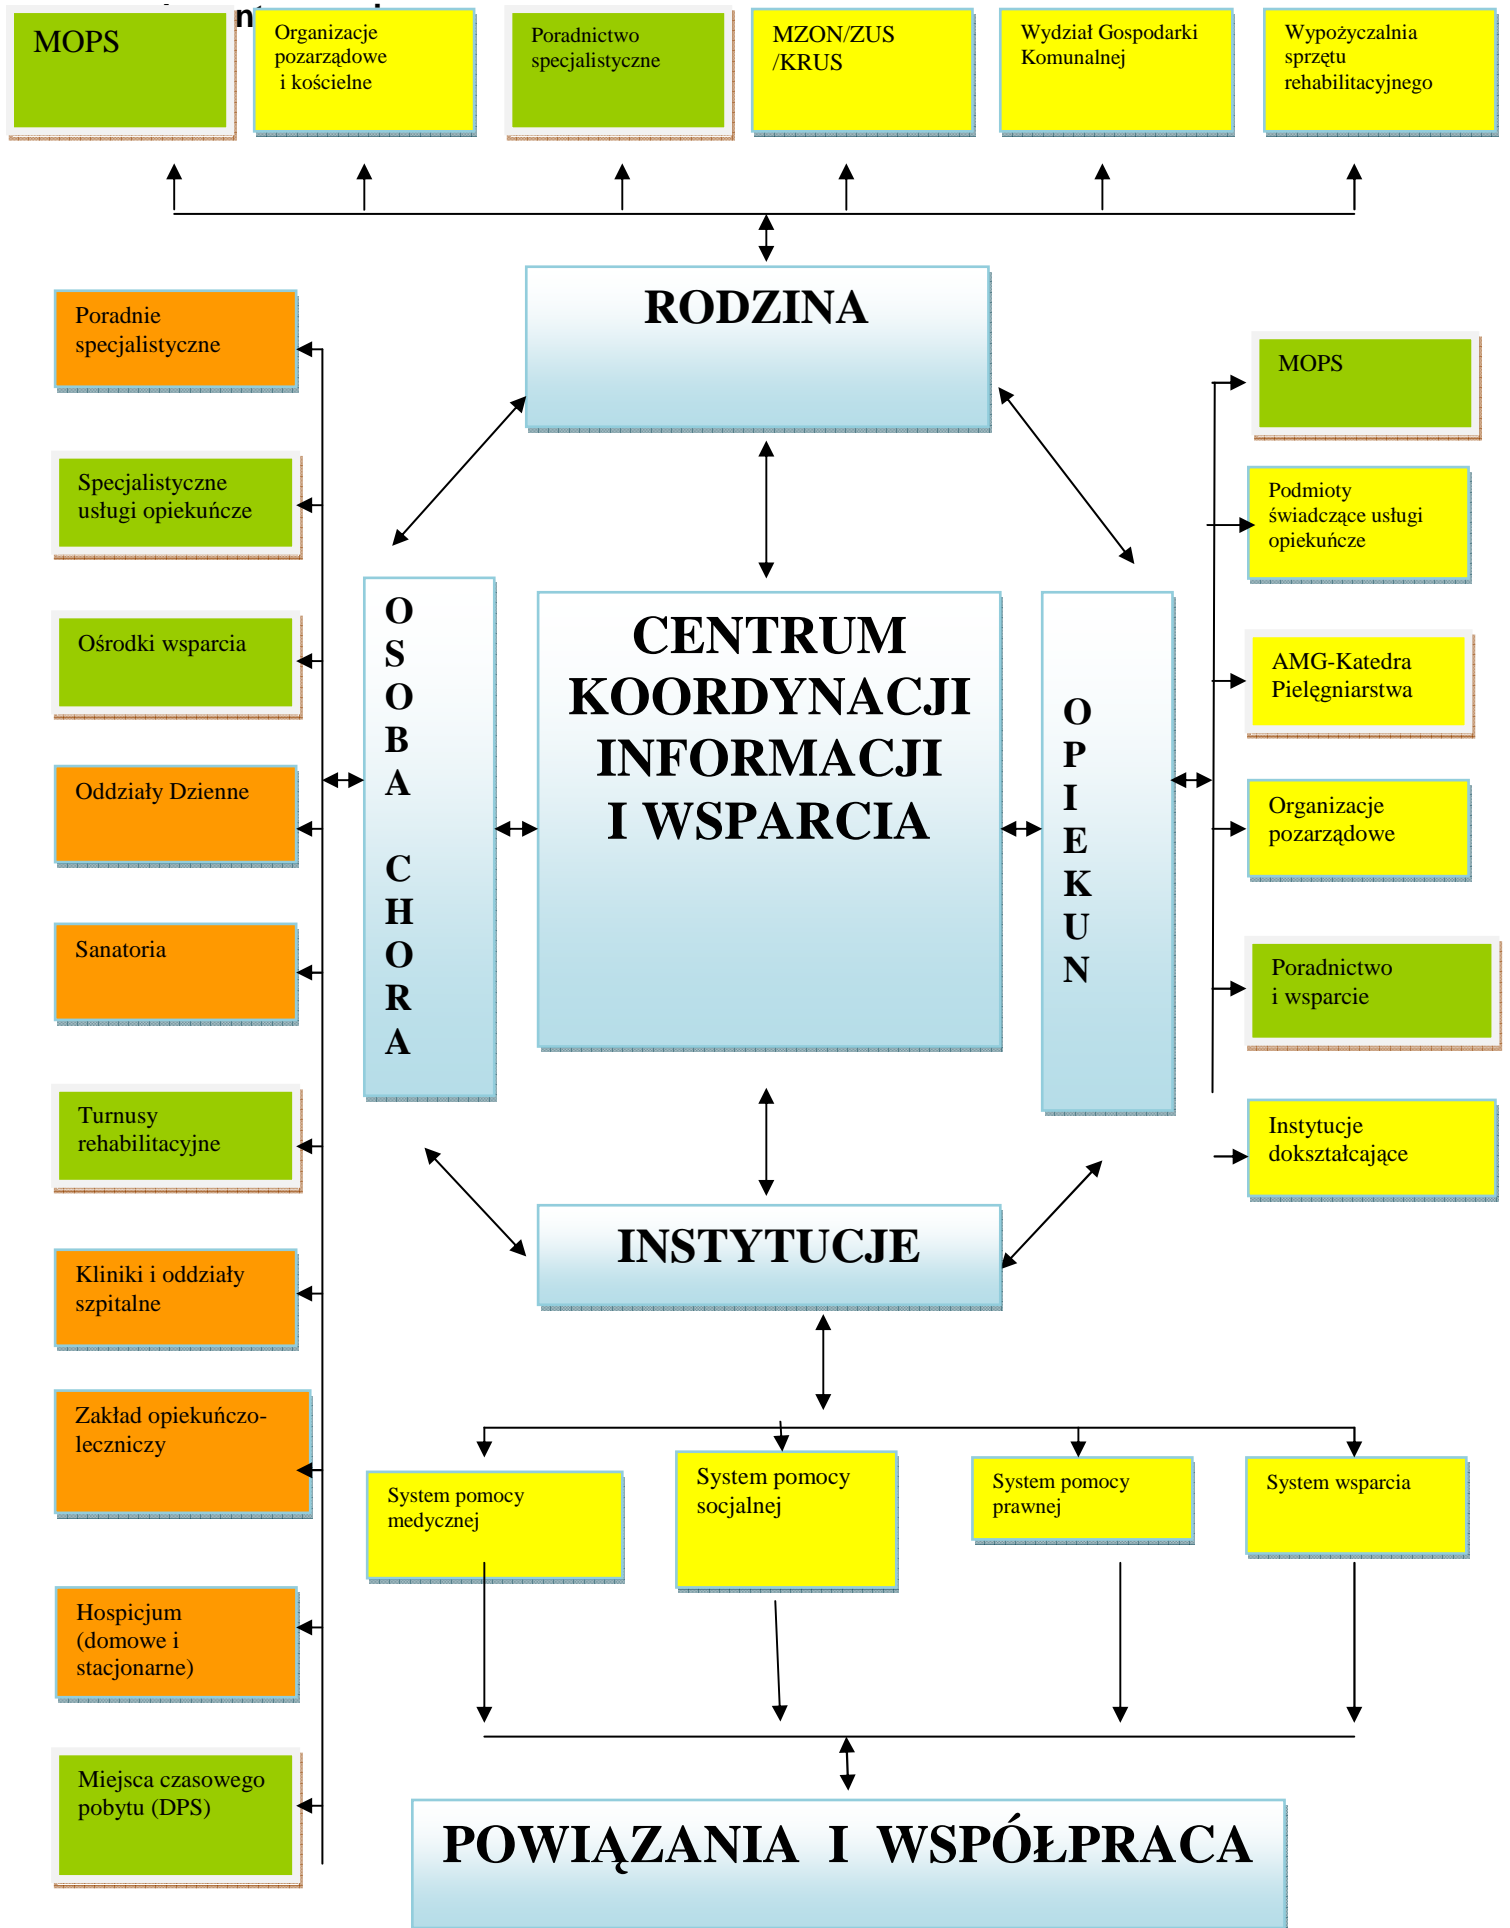 MOPS
Organizacje
pozarządowe
i kościelne
Poradnictwo
specjalistyczne
MZON/ZUS
/KRUS
Wydział Gospodarki
Komunalnej
Wypożyczalnia
sprzętu
rehabilitacyjnego
RODZINA
Poradnie
specjalistyczne
Specjalistyczne
usługi opiekuńcze
Ośrodki wsparcia
Oddziały Dzienne
Sanatoria
Turnusy
rehabilitacyjne
Kliniki i oddziały
szpitalne
Zakład opiekuńczo-
leczniczy
Hospicjum
(domowe i
stacjonarne)
Miejsca czasowego
pobytu (DPS)
OSOBA CHORA
CENTRUM
KOORDYNACJI
INFORMACJI
I WSPARCIA
OPIEKUN
MOPS
Podmioty
świadczące usługi
opiekuńcze
AMG-Katedra
Pielęgniarstwa
Organizacje
pozarządowe
Poradnictwo
i wsparcie
Instytucje
dokształcające
INSTYTUCJE
System pomocy
medycznej
System pomocy
socjalnej
System pomocy
prawnej
System wsparcia
POWIĄZANIA I WSPÓŁPRACA